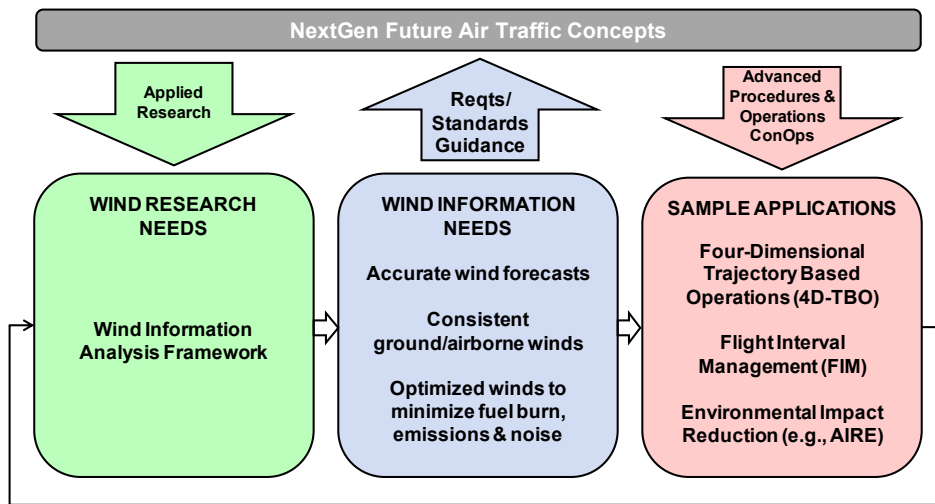 NextGen Future Air Traffic Concepts
Applied
Research
Reqts/
Standards
Guidance
Advanced
Procedures &
Operations
ConOps
WIND RESEARCH
NEEDS
Wind Information
Analysis Framework
WIND INFORMATION
NEEDS
Accurate wind forecasts
Consistent
ground/airborne winds
Optimized winds to
minimize fuel burn,
emissions & noise
SAMPLE APPLICATIONS
Four-Dimensional
Trajectory Based
Operations (4D-TBO)
Flight Interval
Management (FIM)
Environmental Impact
Reduction (e.g., AIRE)